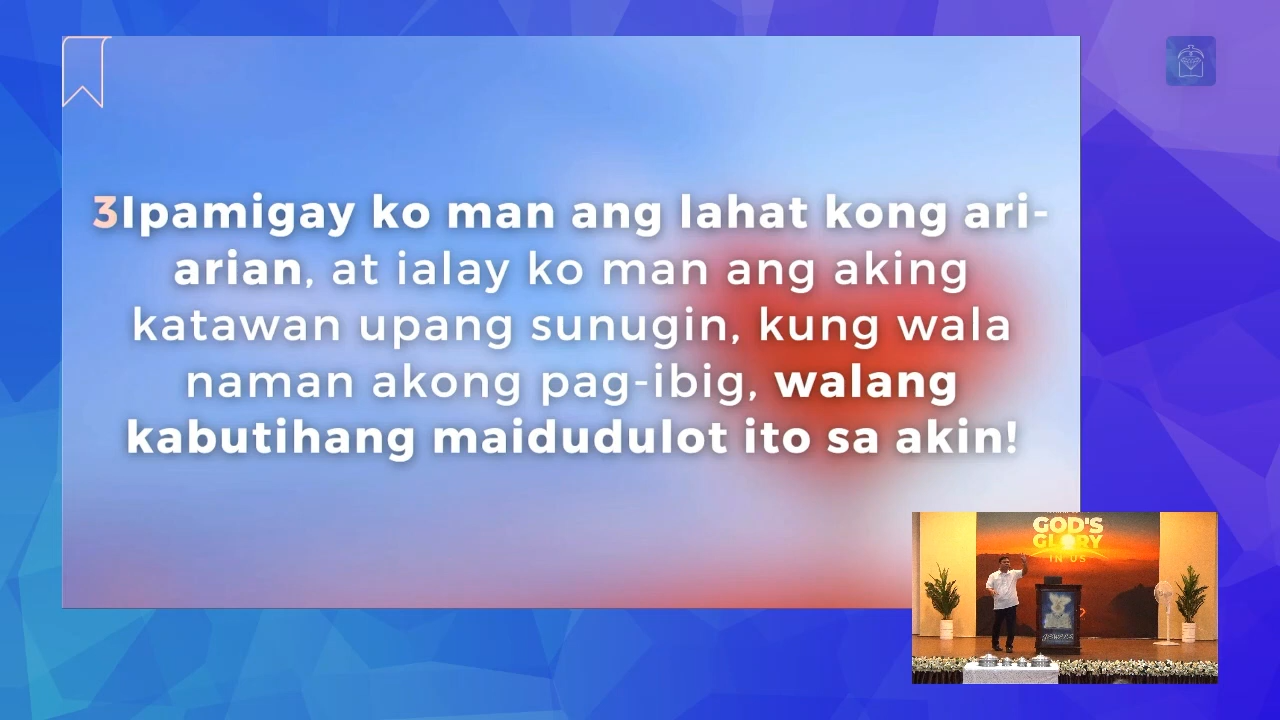 3Ipamigay ko man ang lahat kong ari-
arian, at ialay ko man ang aking
katawan upang sunugin, kung wala
naman akong pag-ibig, walang
kabutihang maidudulot ito sa akin!
GOD'S
GLORY
IN US